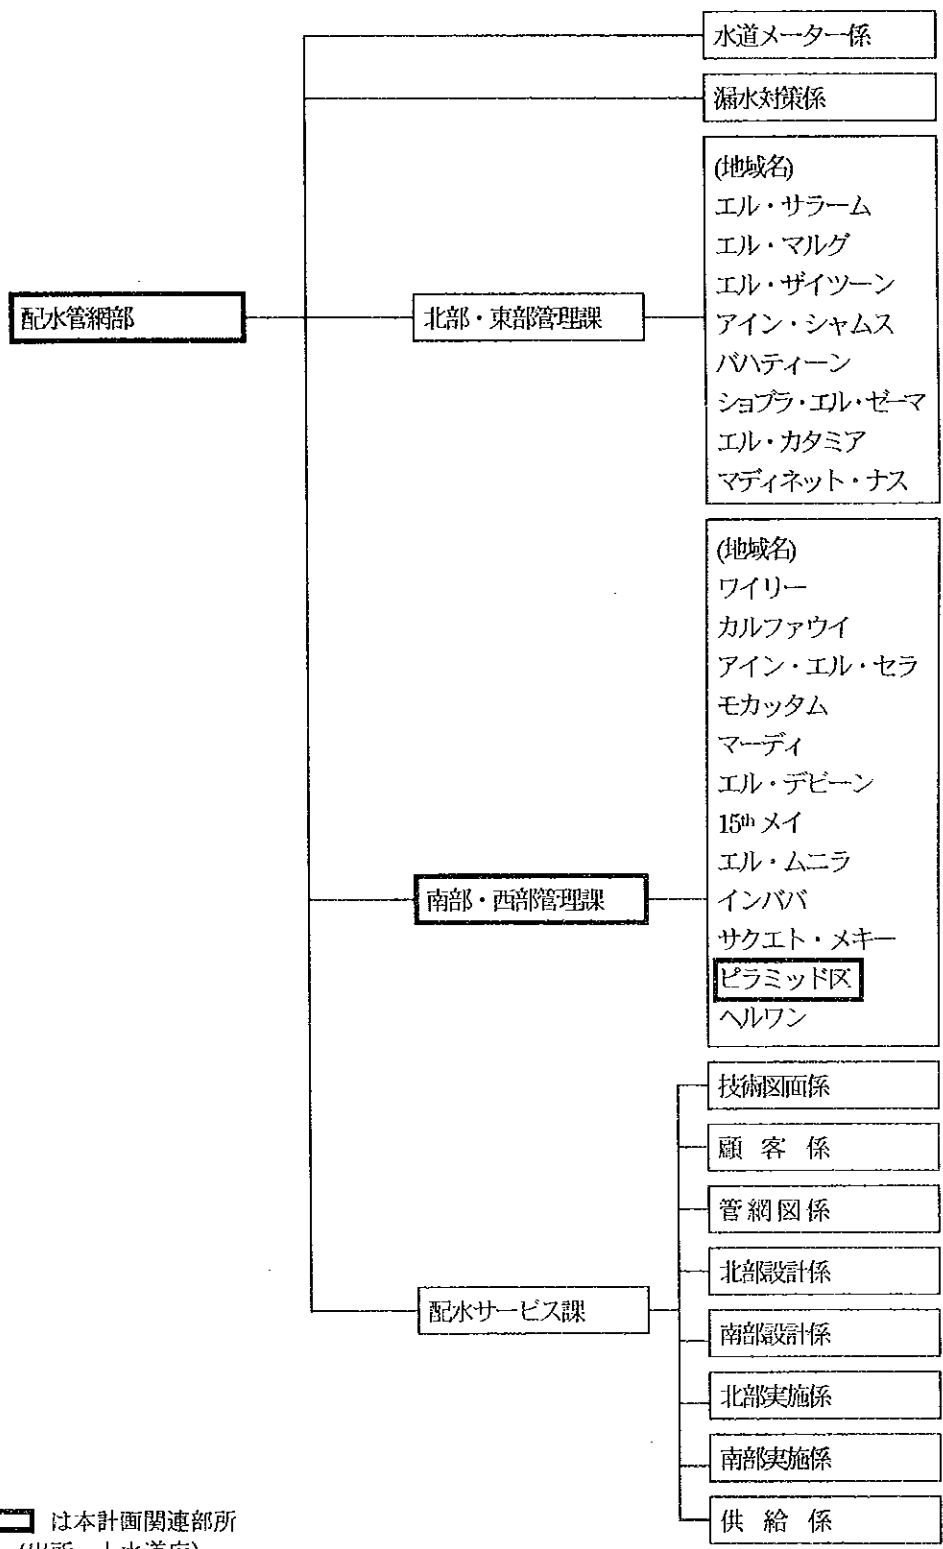 水道メーター係
漏水対策係
(地域名)
エル・サラーム
エル・マルグ
エル・ザイツーン
アイン・シャムス
バハティーン
ショブラ・エル・ゼーマ
エル・カタミア
マディネット・ナス
配水管網部
北部・東部管理課
(地域名)
ワイリー
カルファウイ
アイン・エル・セラ
モカッタム
マーディ
エル・デビーン
15th メイ
エル・ムニラ
インババ
サクエト・メキー
ピラミッド区
ヘルワン
南部・西部管理課
技術図面係
顧 客 係
管 網 図 係
北部設計係
南部設計係
北部実施係
南部実施係
供 給 係
配水サービス課
は本計画関連部所